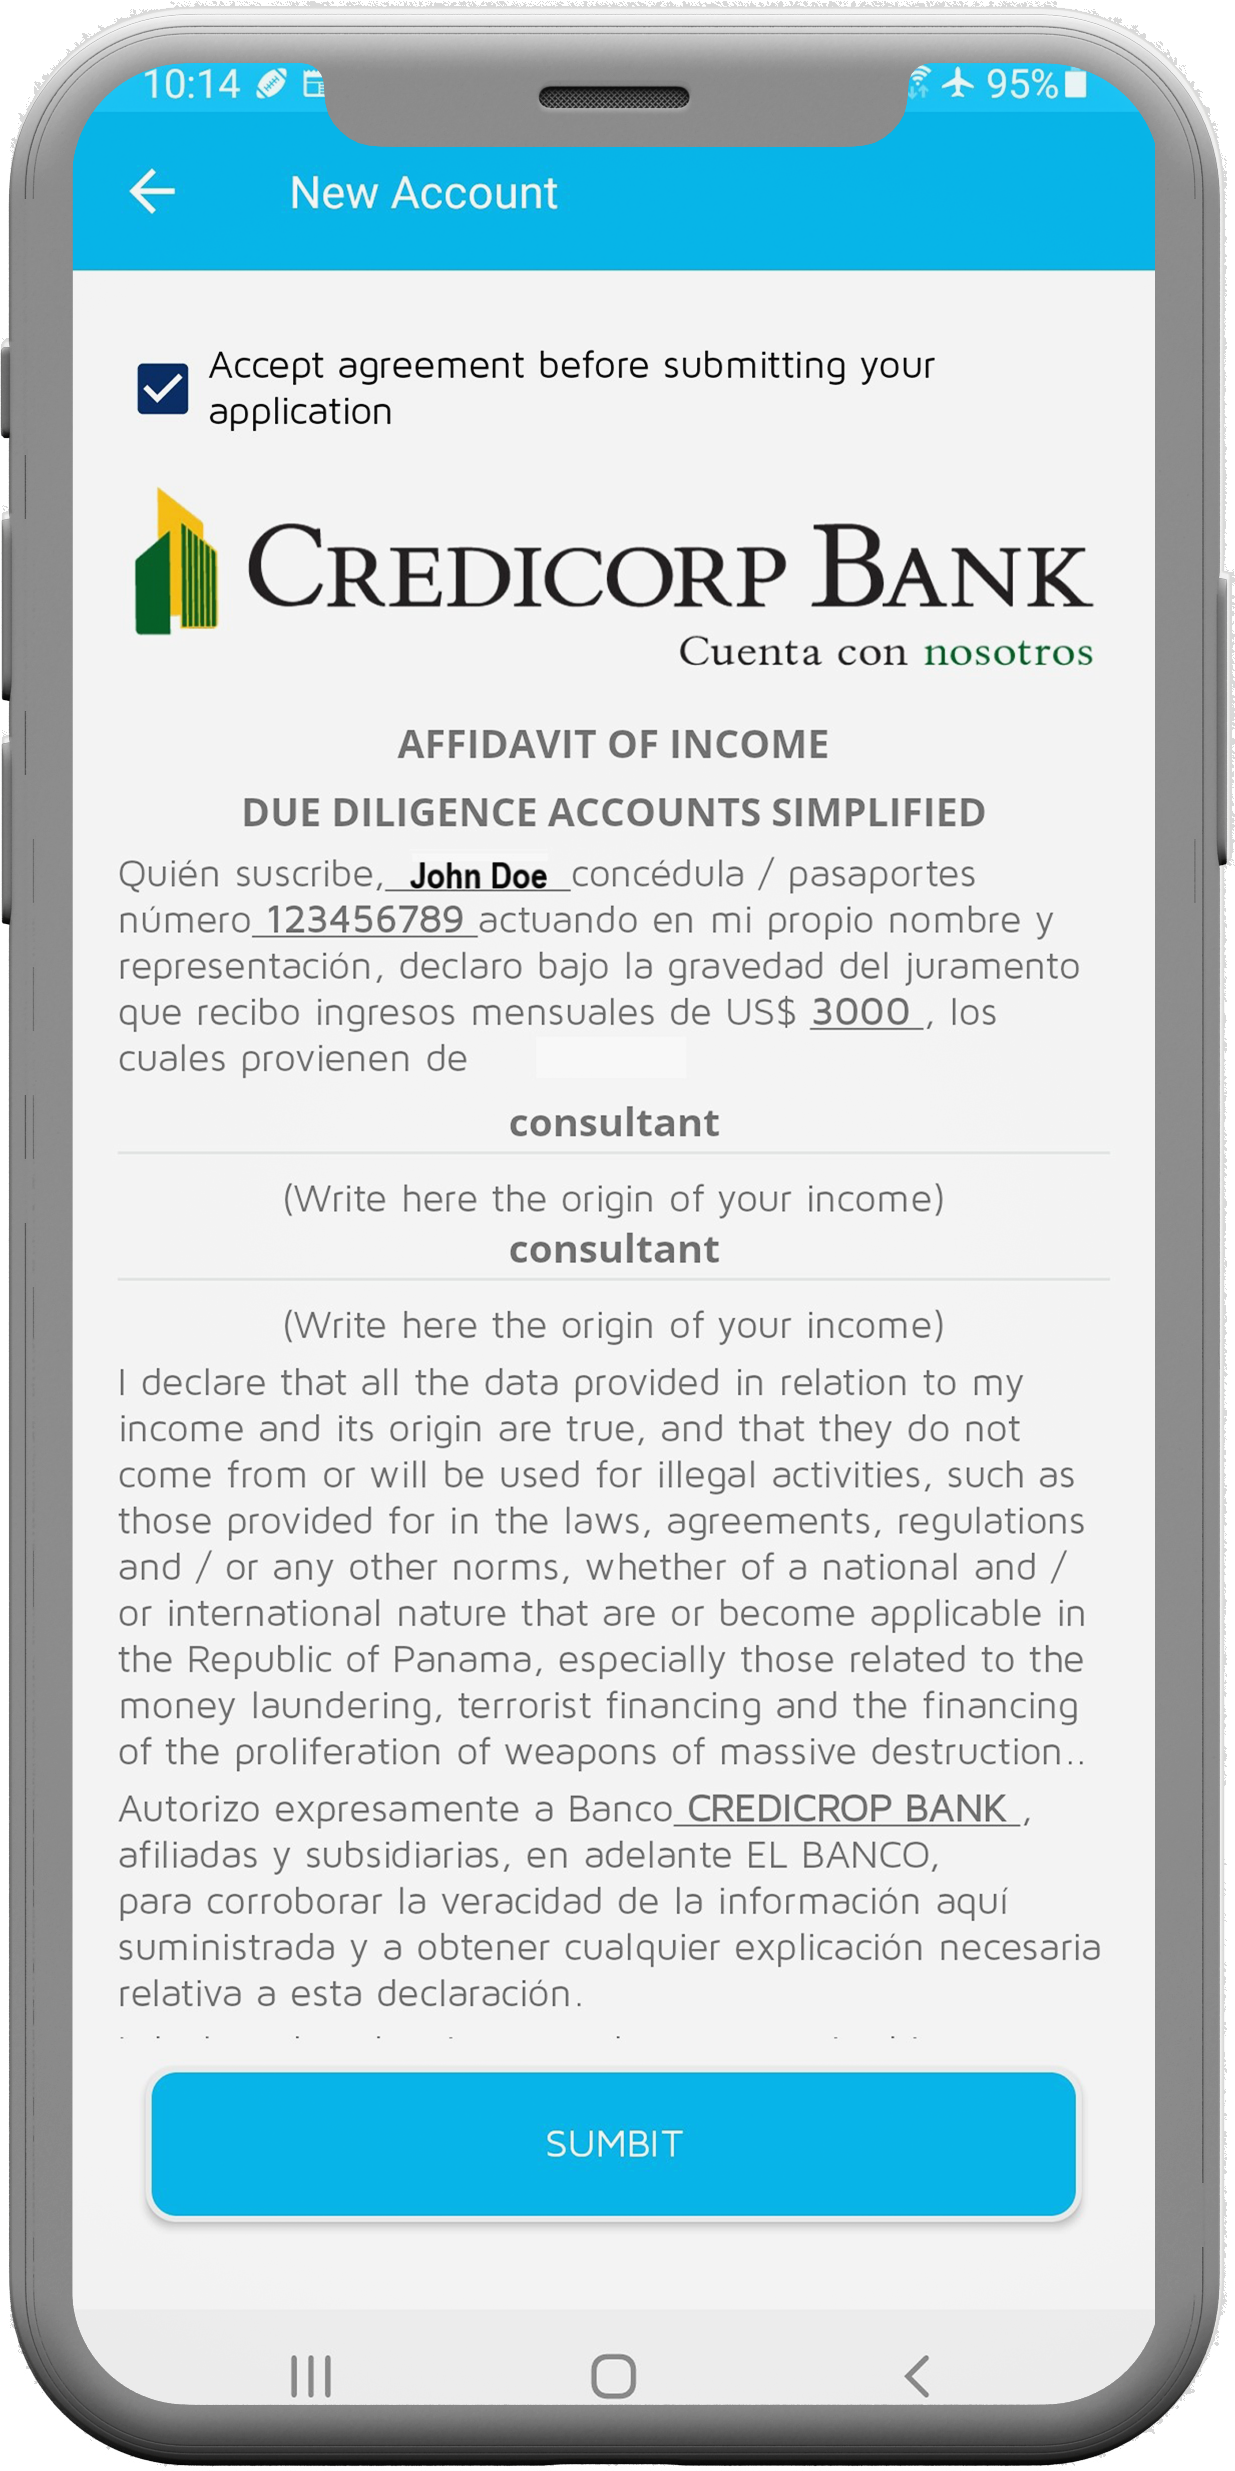 10:14 95%
New Account
Accept agreement before submitting your
application
CREDICORP BANK
Cuenta con nosotros
AFFIDAVIT OF INCOME
DUE DILIGENCE ACCOUNTS SIMPLIFIED
Quién suscribe, John Doe concédula / pasaportes
número 123456789 actuando en mi propio nombre y
representación, declaro bajo la gravedad del juramento
que recibo ingresos mensuales de US$ 3000 , los
cuales provienen de
consultant
(Write here the origin of your income)
consultant
(Write here the origin of your income)
I declare that all the data provided in relation to my
income and its origin are true, and that they do not
come from or will be used for illegal activities, such as
those provided for in the laws, agreements, regulations
and / or any other norms, whether of a national and /
or international nature that are or become applicable in
the Republic of Panama, especially those related to the
money laundering, terrorist financing and the financing
of the proliferation of weapons of massive destruction..
Autorizo expresamente a Banco CREDICROP BANK ,
afiliadas y subsidiarias, en adelante EL BANCO,
para corroborar la veracidad de la información aquí
suministrada y a obtener cualquier explicación necesaria
relativa a esta declaración.
SUMBIT